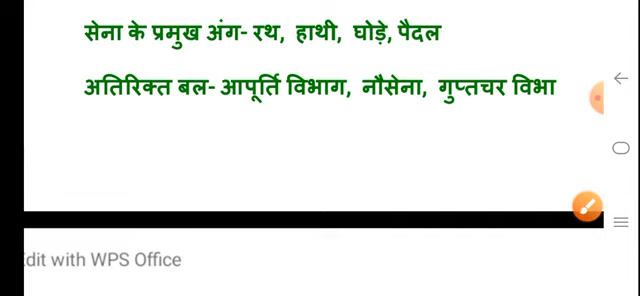 सेना के प्रमुख अंग- रथ, हाथी, घोड़े, पैदल
अतिरिक्त बल- आपूर्ति विभाग, नौसेना, गुप्तचर विभा
dit with WPS Office